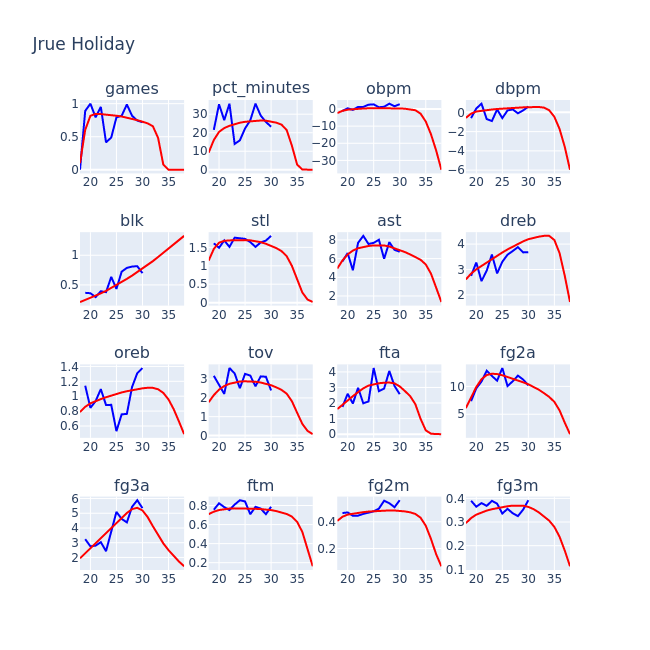 Jrue Holiday
games pct_minutes obpm dbpm
1 0.5 0 20 25 30 35
30 20 10 0 20 25 30 35
0 −10 −20 −30 20 25 30 35
0 −2 −4 −6 20 25 30 35
blk stl ast dreb
1 0.5 20 25 30 35
1.5 1 0.5 0 20 25 30 35
8 6 4 2 20 25 30 35
4 3 2 20 25 30 35
oreb tov fta fg2a
1.4 1.2 1 0.8 0.6 20 25 30 35
3 2 1 0 20 25 30 35
4 3 2 1 0 20 25 30 35
10 5 20 25 30 35
fg3a ftm fg2m fg3m
6 5 4 3 2 20 25 30 35
0.8 0.6 0.4 0.2 20 25 30 35
0.4 0.2 20 25 30 35
0.4 0.3 0.2 0.1 20 25 30 35